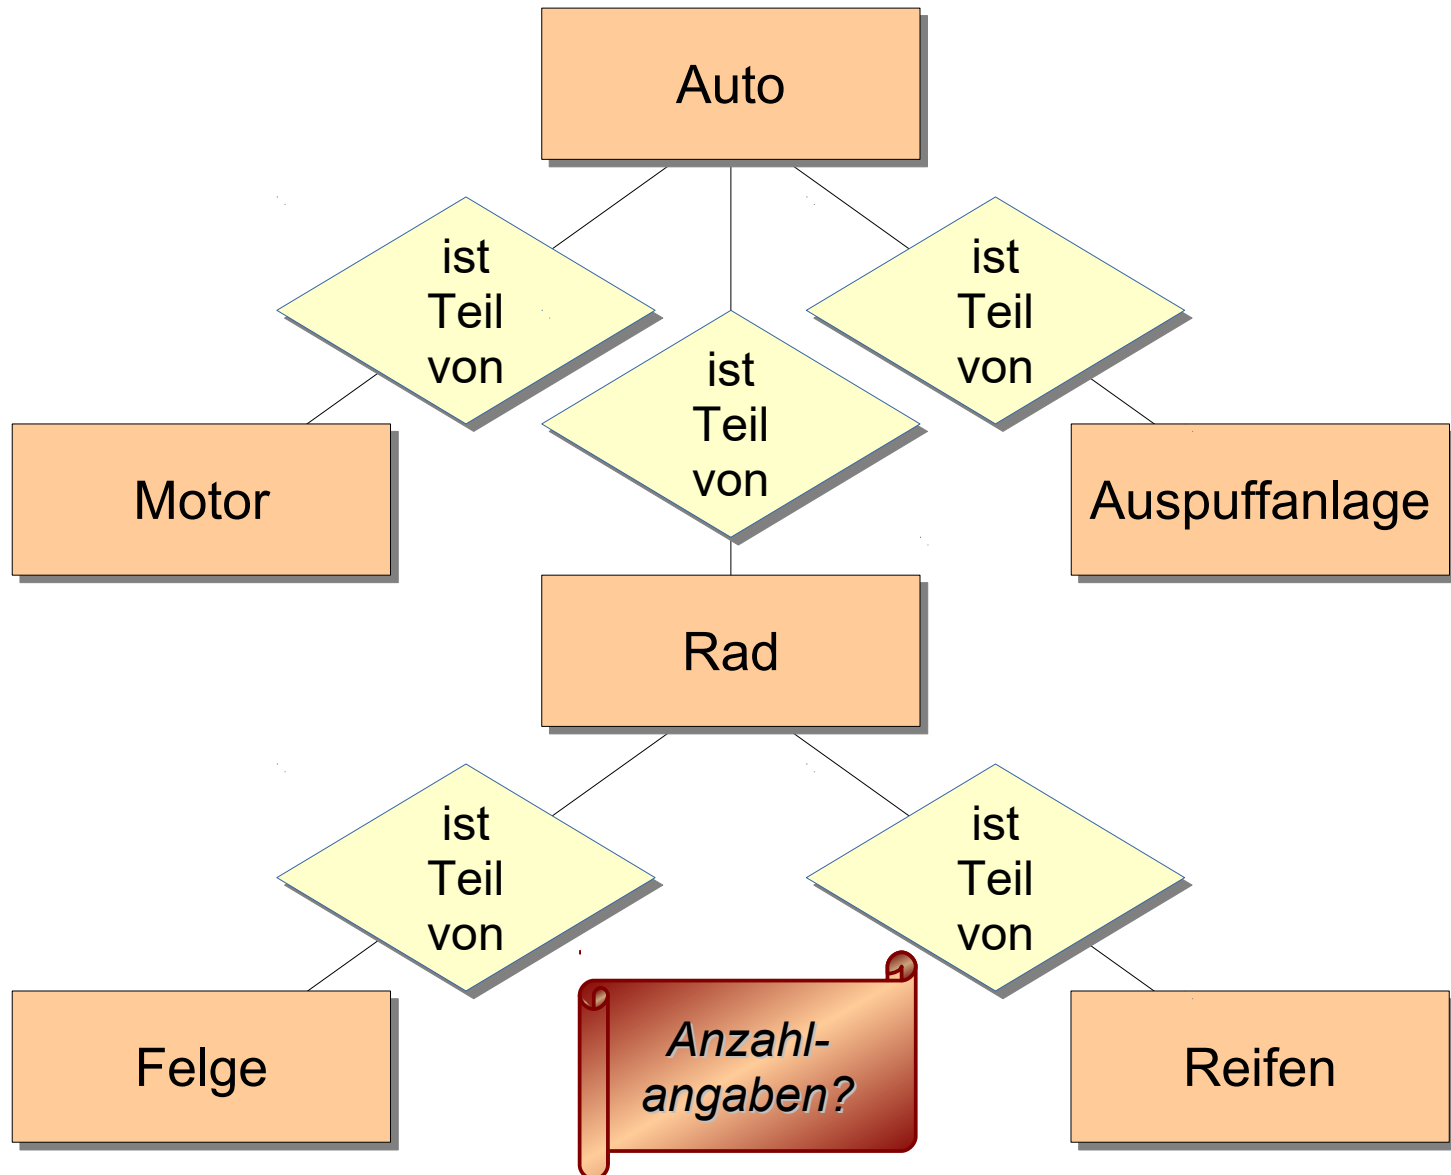 Auto
ist
Teil
von
ist
Teil
von
ist
Teil
von
Motor
Auspuffanlage
Rad
ist
Teil
von
ist
Teil
von
Felge
Anzahl-
angaben?
Reifen